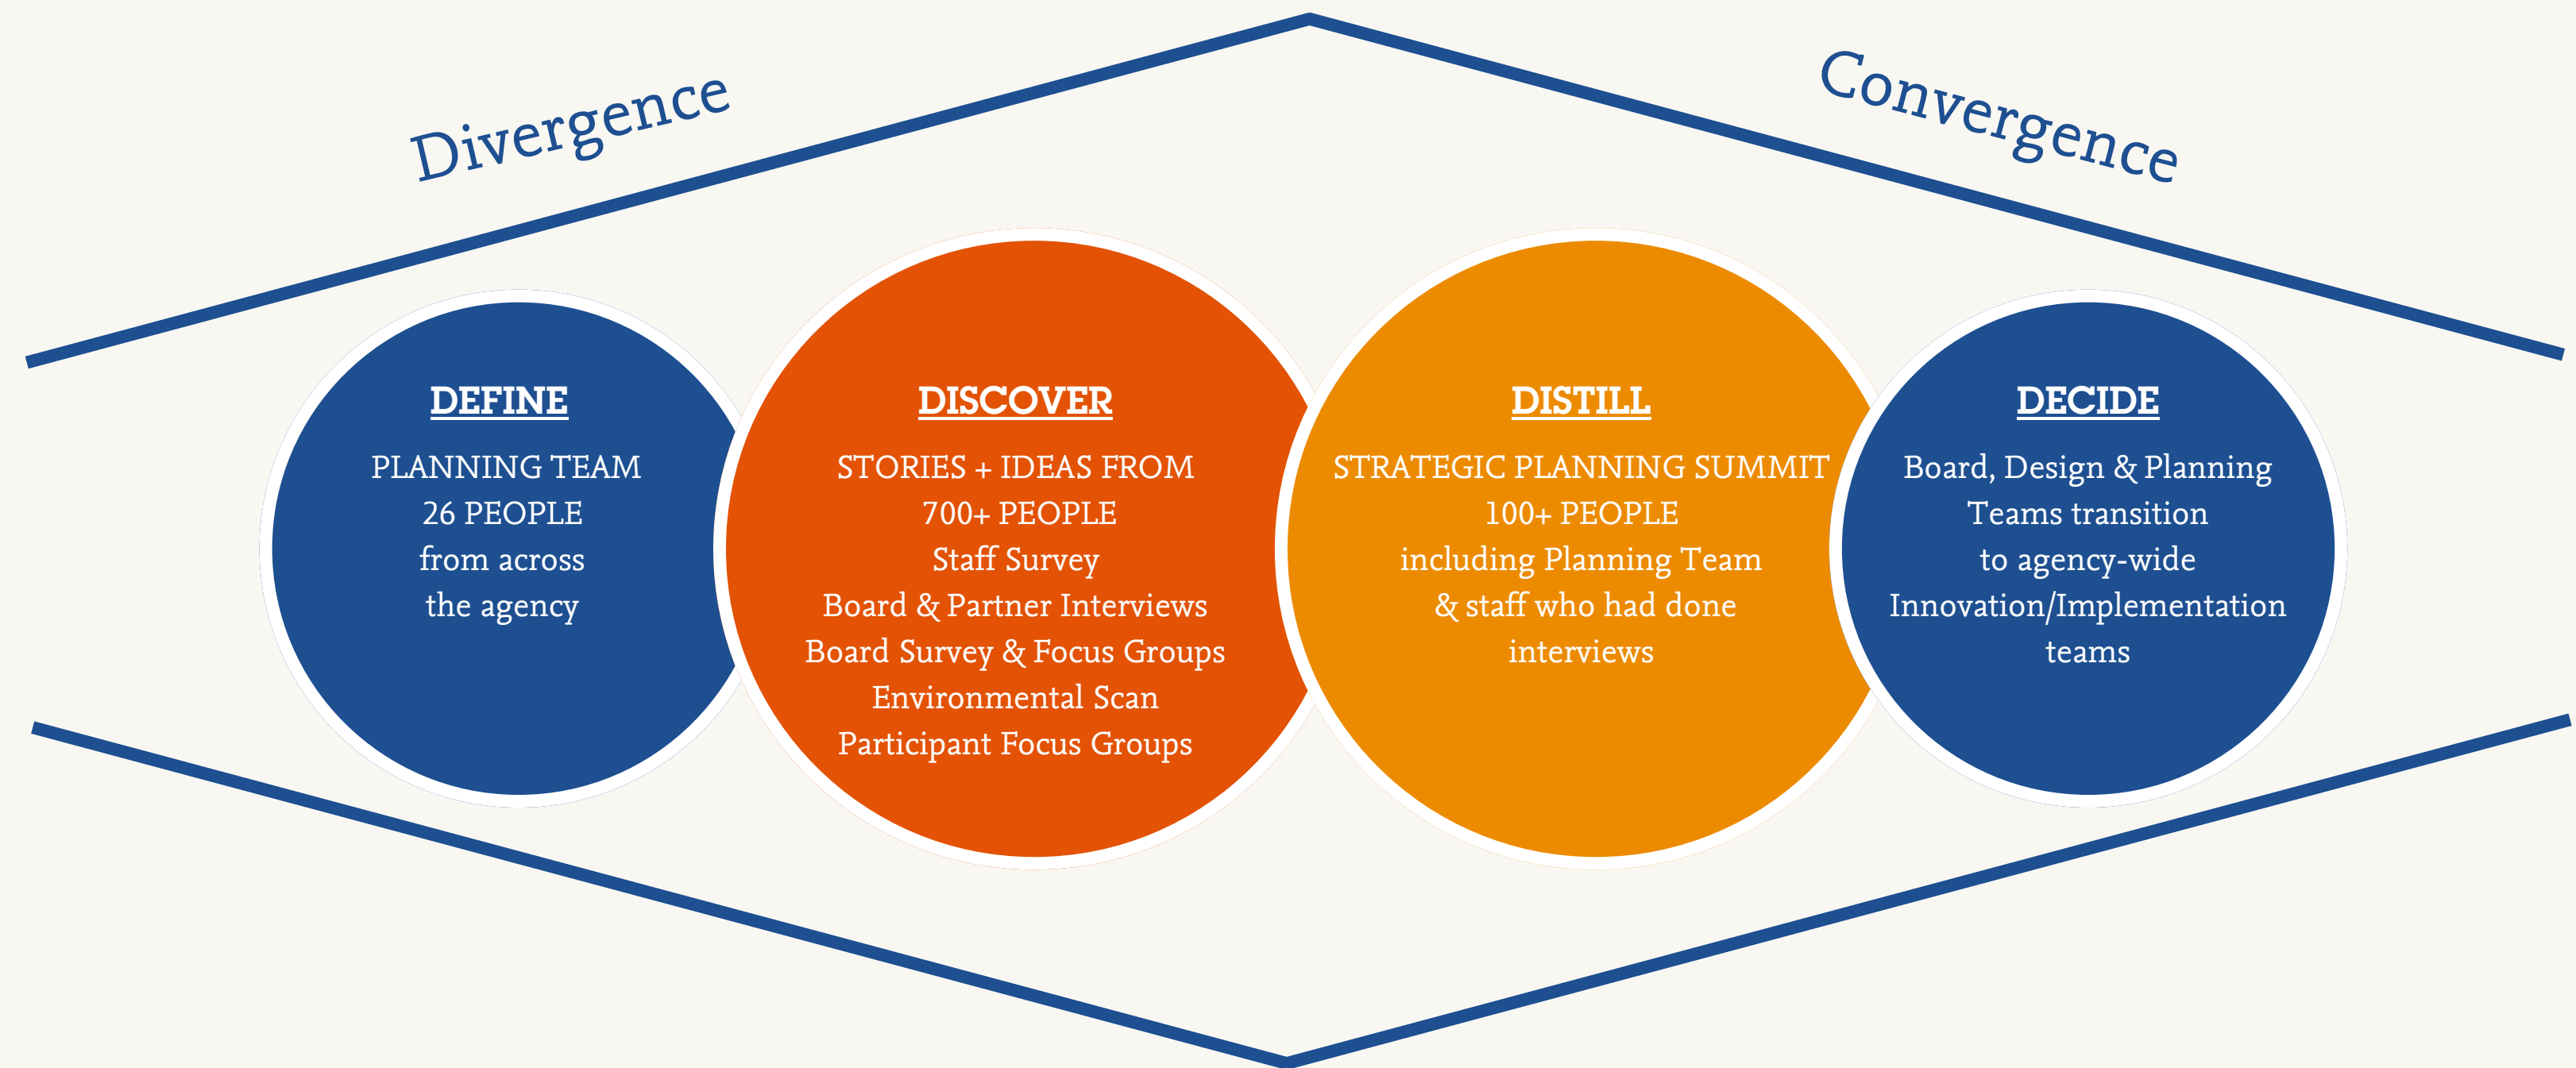 Divergence
Convergence
DEFINE
PLANNING TEAM
26 PEOPLE
from across
the agency
DISCOVER
STORIES + IDEAS FROM
700+ PEOPLE
Staff Survey
Board & Partner Interviews
Board Survey & Focus Groups
Environmental Scan
Participant Focus Groups
DISTILL
STRATEGIC PLANNING SUMMIT
100+ PEOPLE
including Planning Team
& staff who had done
interviews
DECIDE
Board, Design & Planning
Teams transition
to agency-wide
Innovation/Implementation
teams